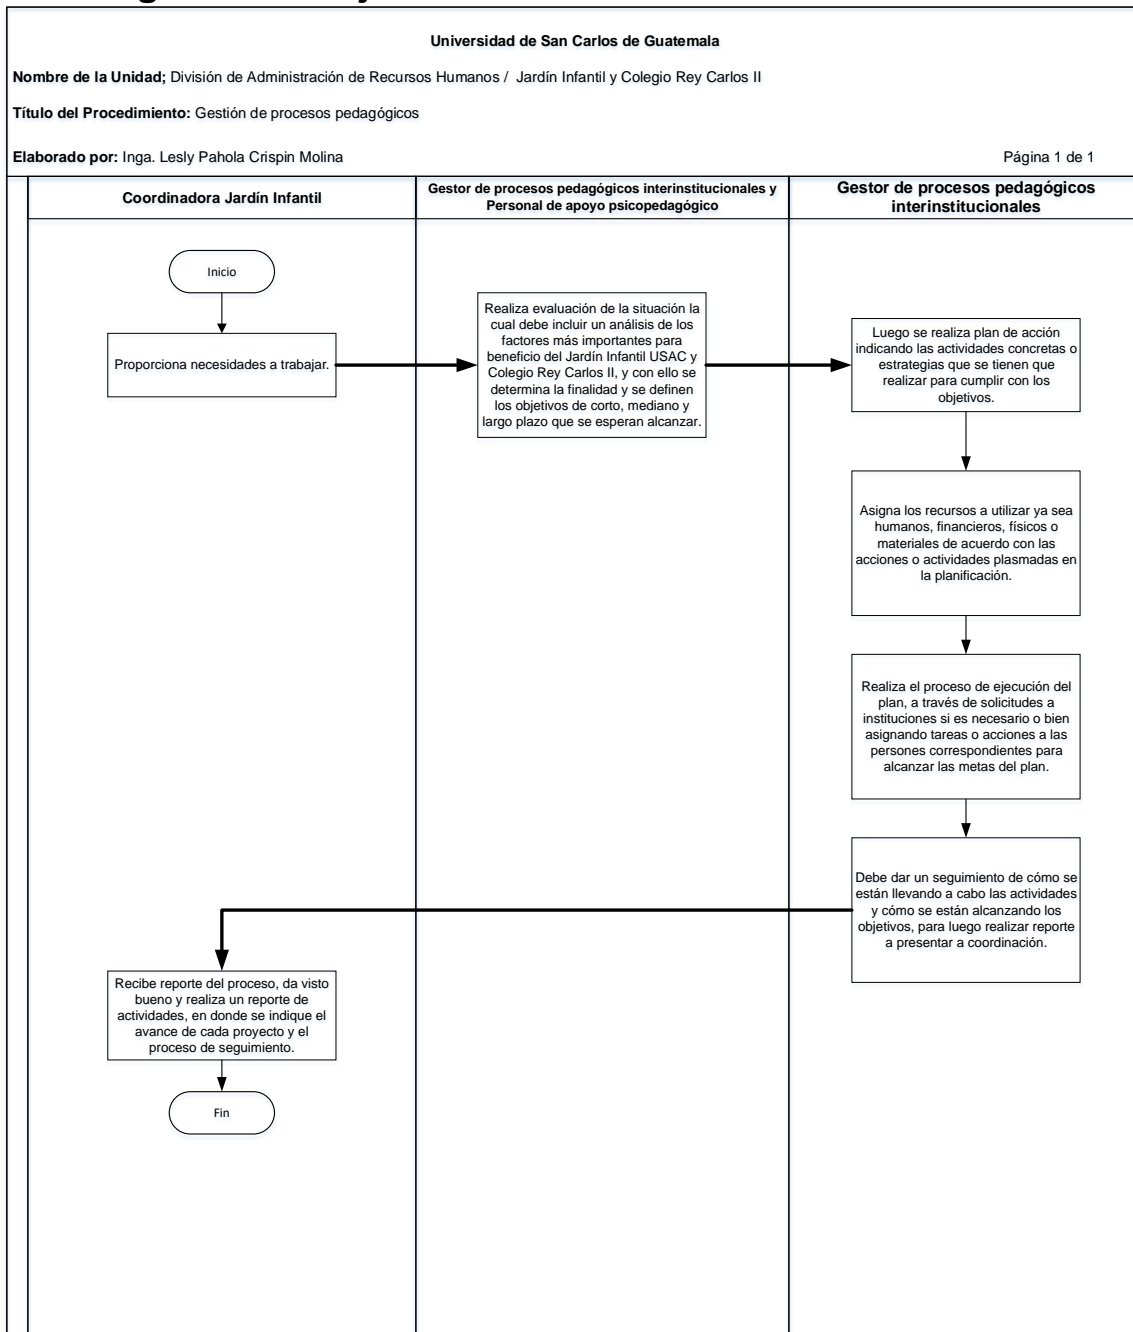 Universidad de San Carlos de Guatemala
Nombre de la Unidad; División de Administración de Recursos Humanos / Jardín Infantil y Colegio Rey Carlos II
Título del Procedimiento: Gestión de procesos pedagógicos
Elaborado por: Inga. Lesly Pahola Crispin Molina
Página 1 de 1
Coordinadora Jardín Infantil
Gestor de procesos pedagógicos interinstitucionales y
Personal de apoyo psicopedagógico
Gestor de procesos pedagógicos
interinstitucionales
Inicio
Proporciona necesidades a trabajar.
Realiza evaluación de la situación la
cual debe incluir un análisis de los
factores más importantes para
beneficio del Jardín Infantil USAC y
Colegio Rey Carlos II, y con ello se
determina la finalidad y se definen
los objetivos de corto, mediano y
largo plazo que se esperan alcanzar.
Luego se realiza plan de acción
indicando las actividades concretas o
estrategias que se tienen que
realizar para cumplir con los
objetivos.
Asigna los recursos a utilizar ya sea
humanos, financieros, físicos o
materiales de acuerdo con las
acciones o actividades plasmadas en
la planificación.
Realiza el proceso de ejecución del
plan, a través de solicitudes a
instituciones si es necesario o bien
asignando tareas o acciones a las
persones correspondientes para
alcanzar las metas del plan.
Debe dar un seguimiento de cómo se
están llevando a cabo las actividades
y cómo se están alcanzando los
objetivos, para luego realizar reporte
a presentar a coordinación.
Recibe reporte del proceso, da visto
bueno y realiza un reporte de
actividades, en donde se indique el
avance de cada proyecto y el
proceso de seguimiento.
Fin